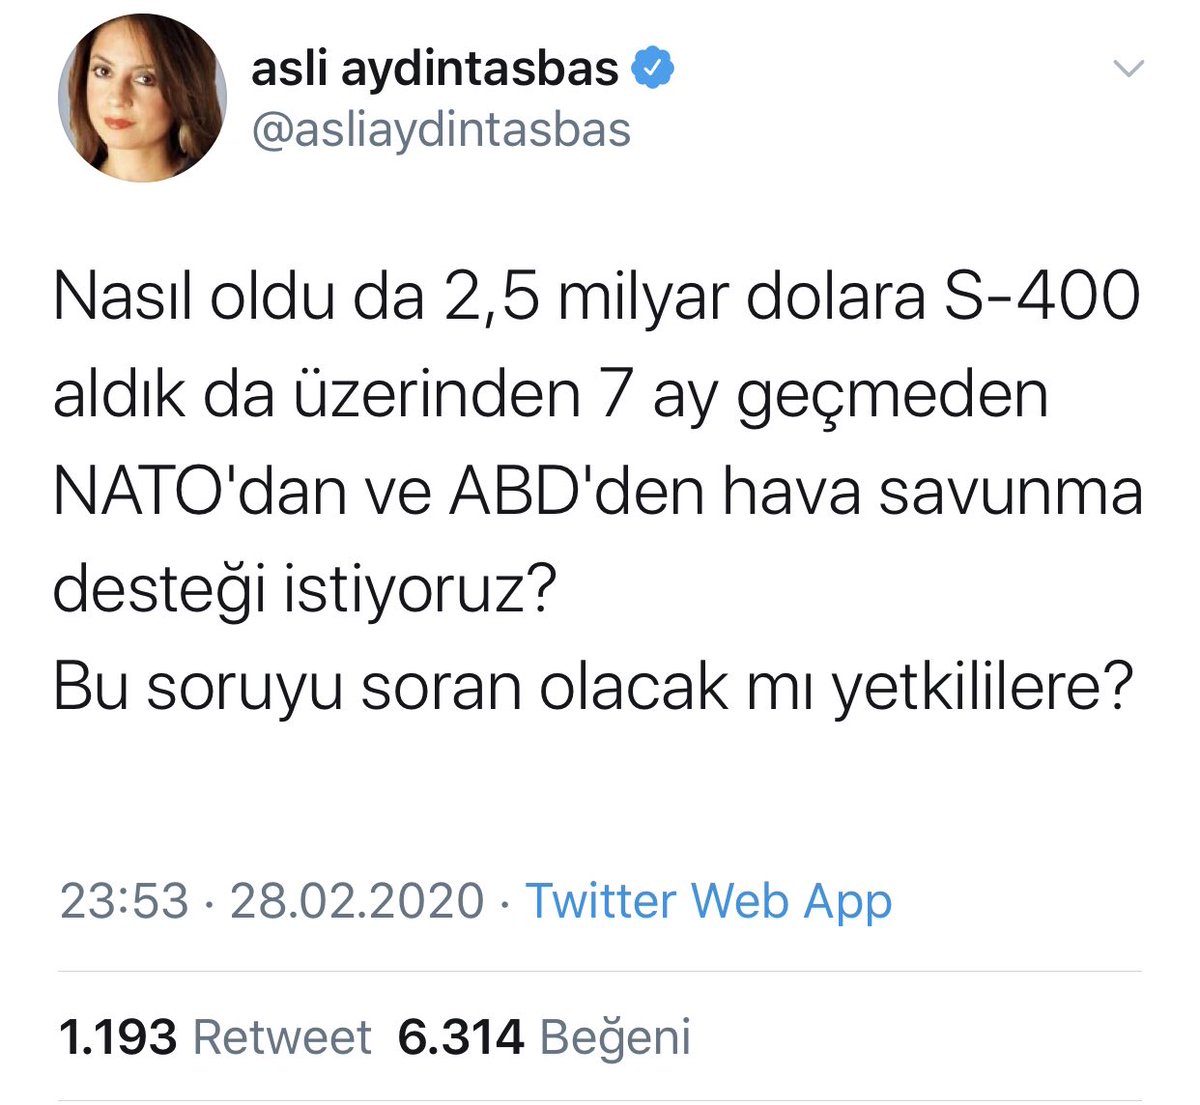 asli aydintasbas
@asliaydintasbas
Nasıl oldu da 2,5 milyar dolara S-400
aldık da üzerinden 7 ay geçmeden
NATO'dan ve ABD'den hava savunma
desteği istiyoruz?
Bu soruyu soran olacak mı yetkililere?
23:53 · 28.02.2020 · Twitter Web App
1.193 Retweet 6.314 Beğeni